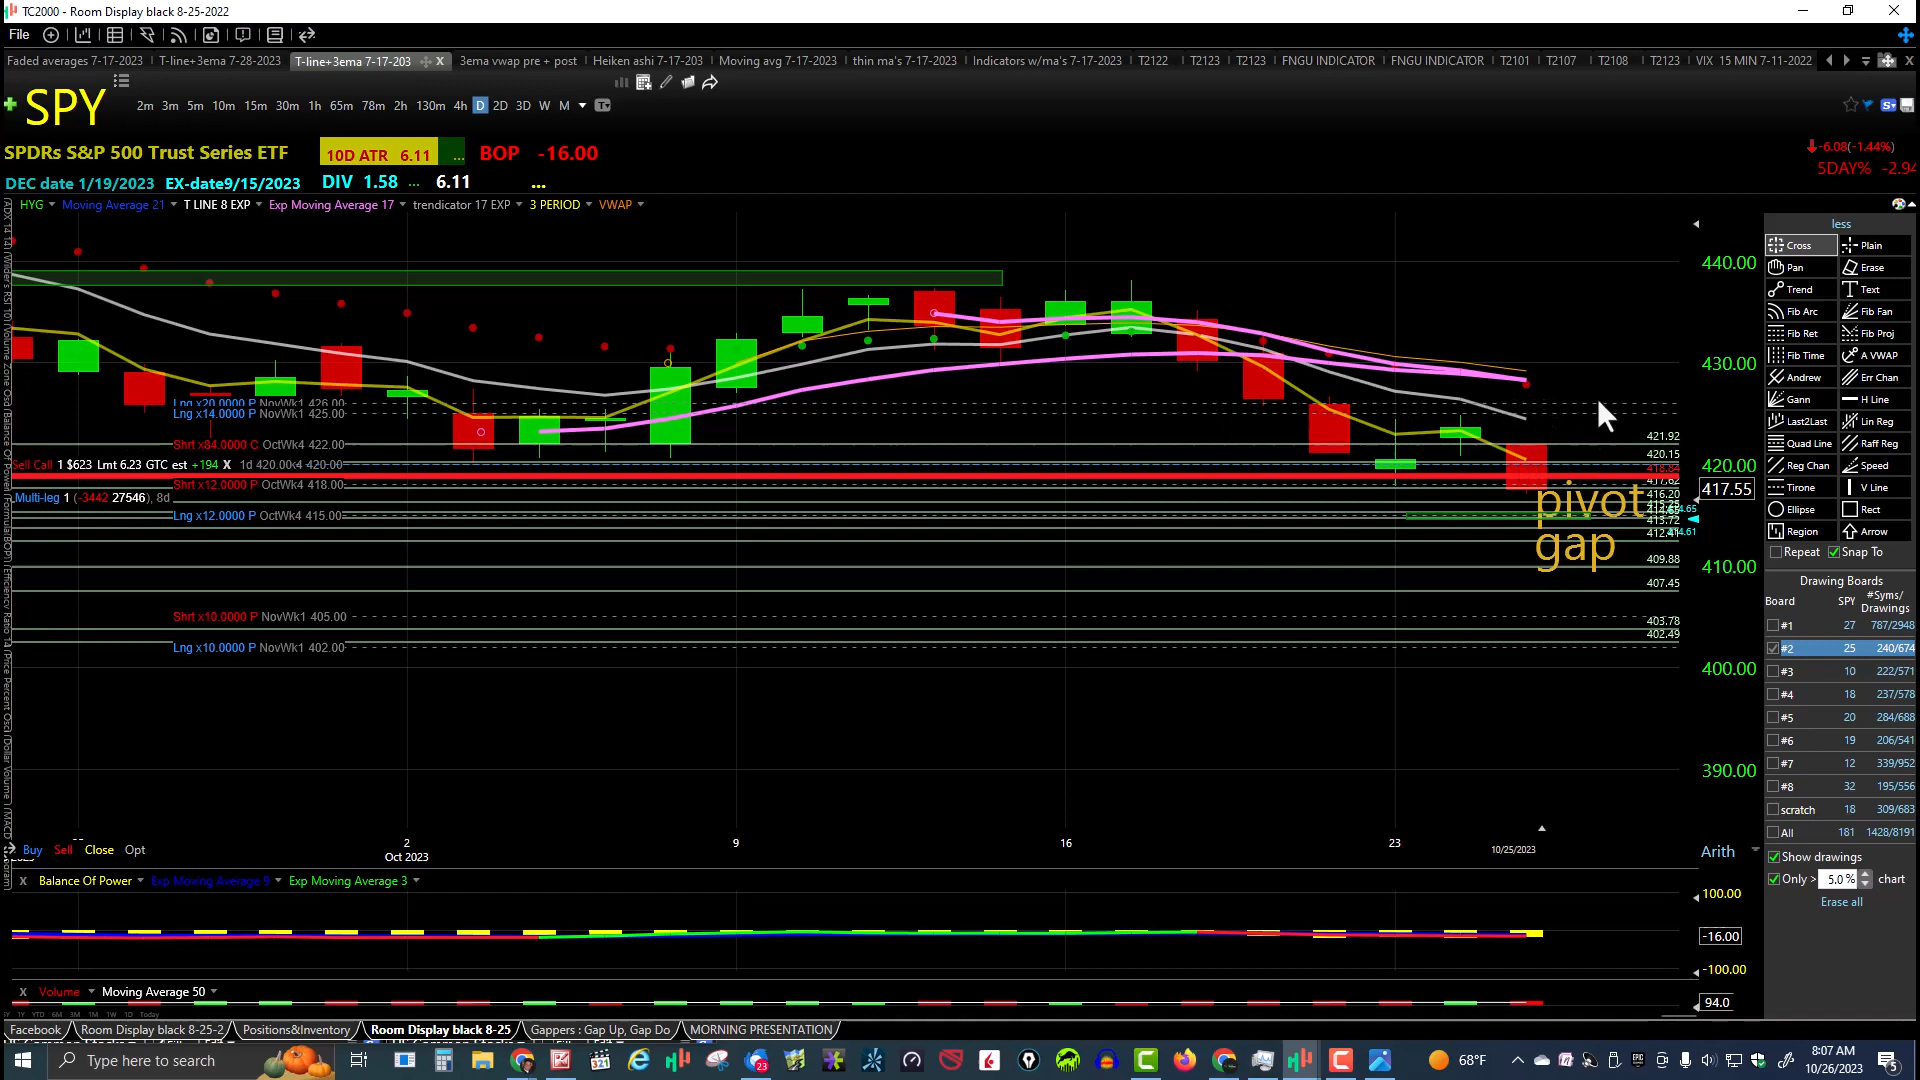 TC2000 - Room Display black 8-25-2022
File
Faded averages 7-17-2023 T-line+3ema 7-28-2023 T-line+3ema 7-17-203 X 3ema vwap pre + post Heiken ashi 7-17-203 Moving avg 7-17-2023 thin ma's 7-17-2023 Indicators w/ma's 7-17-2023 T2122 T2123 T2123 FNGU INDICATOR FNGU INDICATOR T2101 T2107 T2108 T2123 VIX 15 MIN 7-11-2022 X
SPY 2m 3m 5m 10m 15m 30m 1h 65m 78m 2h 130m 4h D 2D 3D W M
SPDRs S&P 500 Trust Series ETF 10D ATR 6.11 ... BOP -16.00 -6.08(-1.44%)
5DAY% -2.94
DEC date 1/19/2023 EX-date9/15/2023 DIV 1.58 ... 6.11 ...
HYG Moving Average 21 T LINE 8 EXP Exp Moving Average 17 trendicator 17 EXP 3 PERIOD VWAP
440.00
430.00
Lng x20.0000 P NovWk1 426.00
Lng x14.0000 P NovWk1 425.00
421.92
Shrt x84.0000 C OctWk4 422.00
420.15
Sell Call 1 $623 Lmt 6.23 GTC est +194 X 1d 420.00 420.00
420.00
418.84
417.62
Shrt x12.0000 P OctWk4 418.00
417.55
416.20
Multi-leg 1 (-3442 27546), 8d
pivot
Lng x12.0000 P OctWk4 415.00
413.72
gap
409.88
410.00
407.45
Shrt x10.0000 P NovWk1 405.00
403.78
402.49
Lng x10.0000 P NovWk1 402.00
400.00
390.00
2 9 16 23 10/25/2023
Oct 2023
Buy Sell Close Opt Arith
X Balance Of Power Exp Moving Average 9 Exp Moving Average 3
100.00
-16.00
-100.00
X Volume Moving Average 50
94.0
less
Cross Plain
Pan Erase
Trend Text
Fib Arc Fib Fan
Fib Ret Fib Proj
Fib Time A VWAP
Andrew Err Chan
Gann H Line
Last2Last Lin Reg
Quad Line Raff Reg
Reg Chan Speed
Tirone V Line
Ellipse Rect
Region Arrow
Repeat Snap To
Drawing Boards
Board SPY #Syms/
Drawings
#1 27 787/2948
#2 25 240/674
#3 10 222/571
#4 18 237/578
#5 20 284/688
#6 19 206/541
#7 12 339/952
#8 32 195/556
scratch 18 309/683
All 181 1428/8191
Show drawings
Only > 5.0 % chart
Erase all
Facebook Room Display black 8-25-2 Positions&Inventory Room Display black 8-25 Gappers : Gap Up, Gap Do MORNING PRESENTATION
Type here to search 23 68°F 8:07 AM
10/26/2023 5